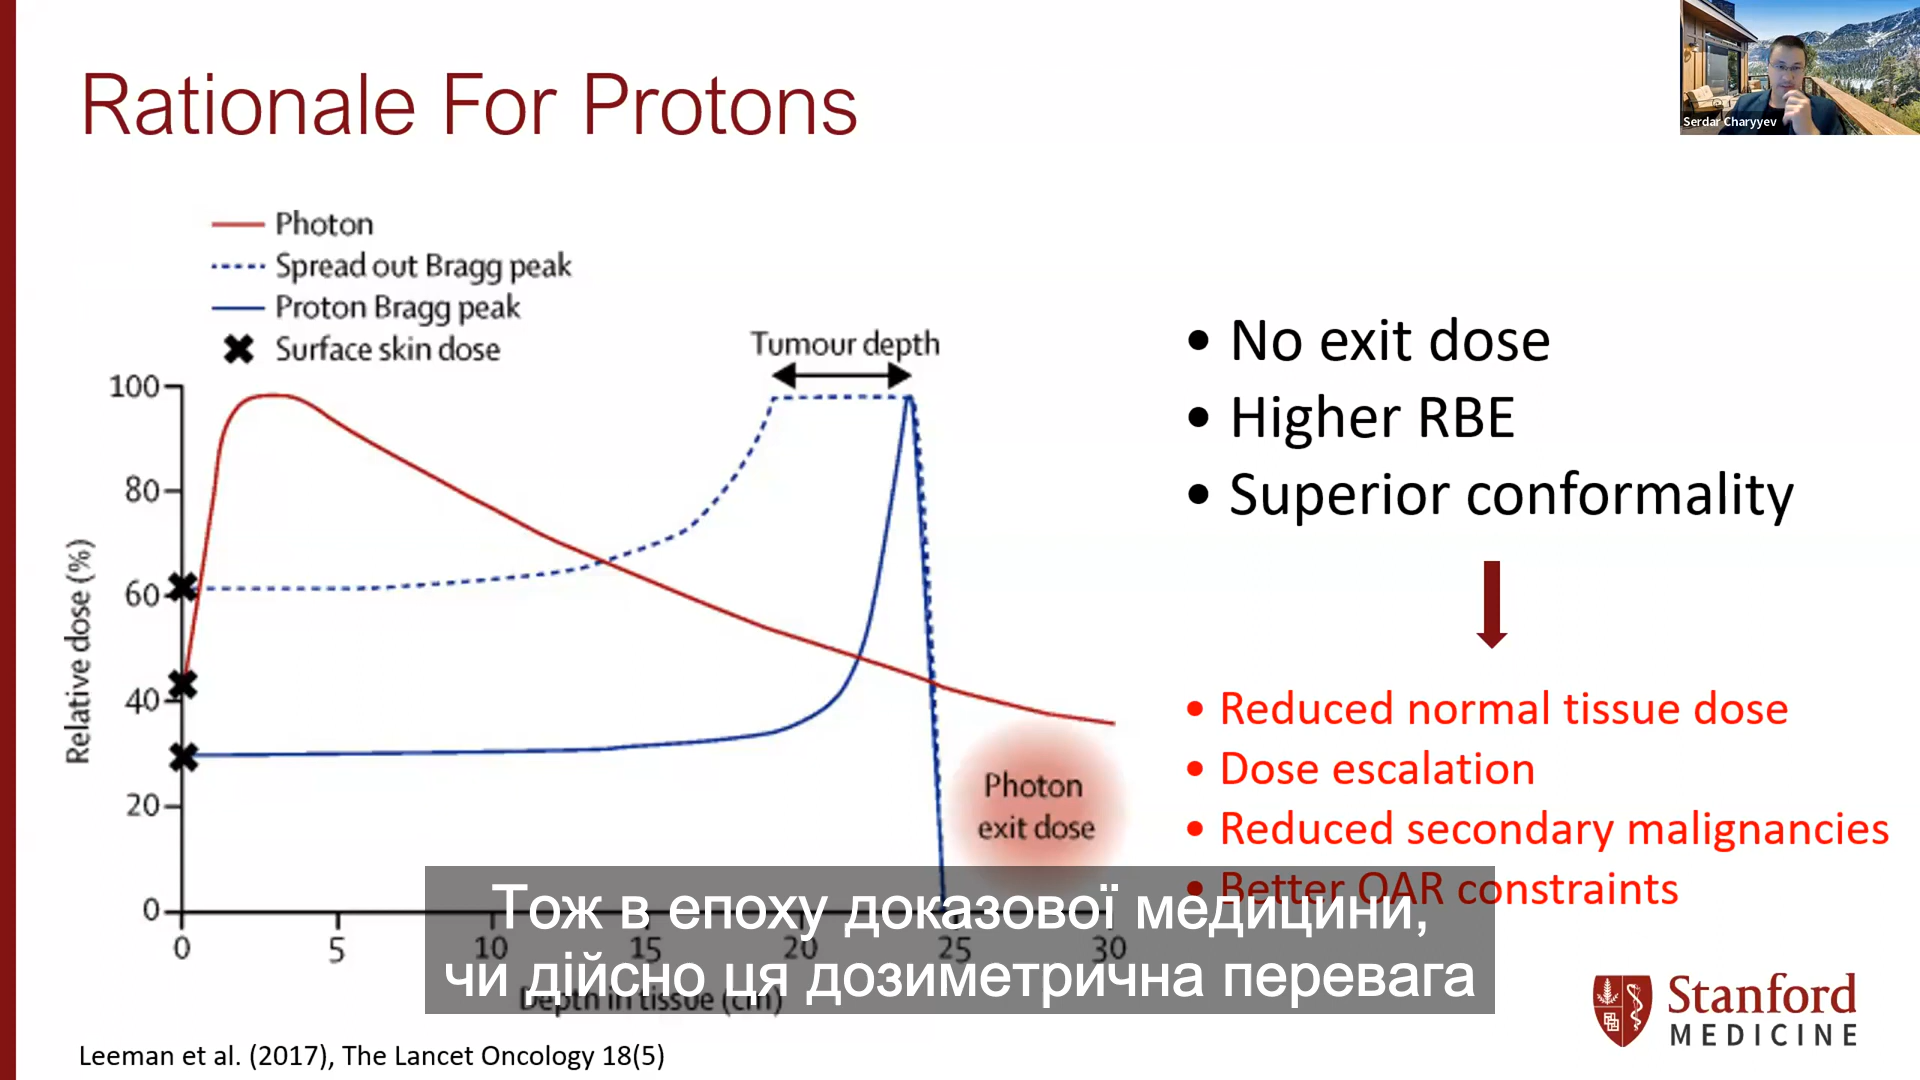 Rationale For Protons
Serdar Charyyev
Photon
Spread out Bragg peak
Proton Bragg peak
Surface skin dose
Tumour depth
100
80
60
40
20
0
Relative dose (%)
0 5 10 15 20 25 30
Depth in tissue (cm)
Photon
exit dose
• No exit dose
• Higher RBE
• Superior conformality
• Reduced normal tissue dose
• Dose escalation
• Reduced secondary malignancies
• Better OAR constraints
Тож в епоху доказової медицини,
чи дійсно ця дозиметрична перевага
Leeman et al. (2017), The Lancet Oncology 18(5)
Stanford
MEDICINE